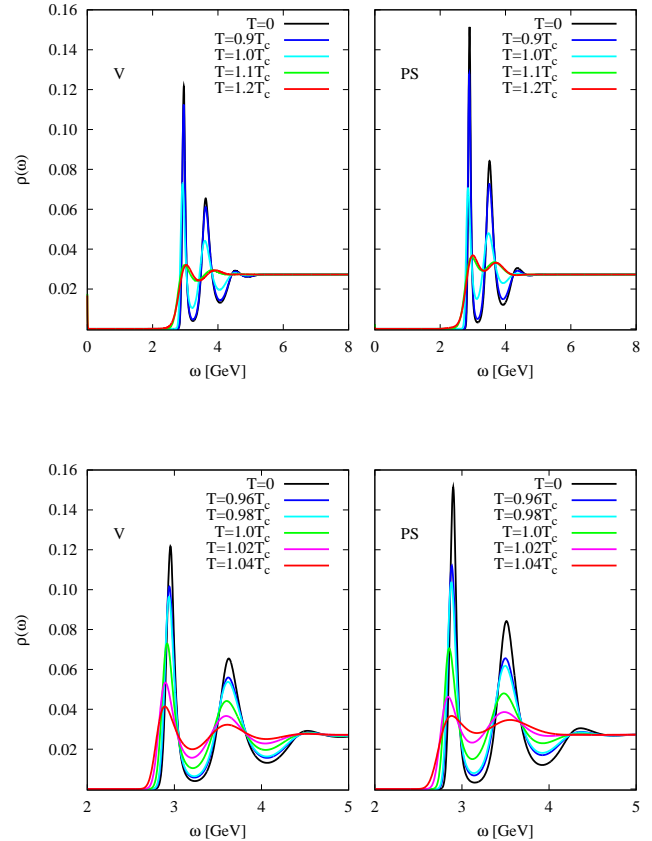 0.16
0.14
0.12
0.10
0.08
0.06
0.04
0.02
ρ(ω)
V
T=0
T=0.9T_c
T=1.0T_c
T=1.1T_c
T=1.2T_c
0 2 4 6 8
ω [GeV]
PS
T=0
T=0.9T_c
T=1.0T_c
T=1.1T_c
T=1.2T_c
0 2 4 6 8
ω [GeV]
0.16
0.14
0.12
0.10
0.08
0.06
0.04
0.02
ρ(ω)
V
T=0
T=0.96T_c
T=0.98T_c
T=1.0T_c
T=1.02T_c
T=1.04T_c
2 3 4 5
ω [GeV]
PS
T=0
T=0.96T_c
T=0.98T_c
T=1.0T_c
T=1.02T_c
T=1.04T_c
2 3 4 5
ω [GeV]